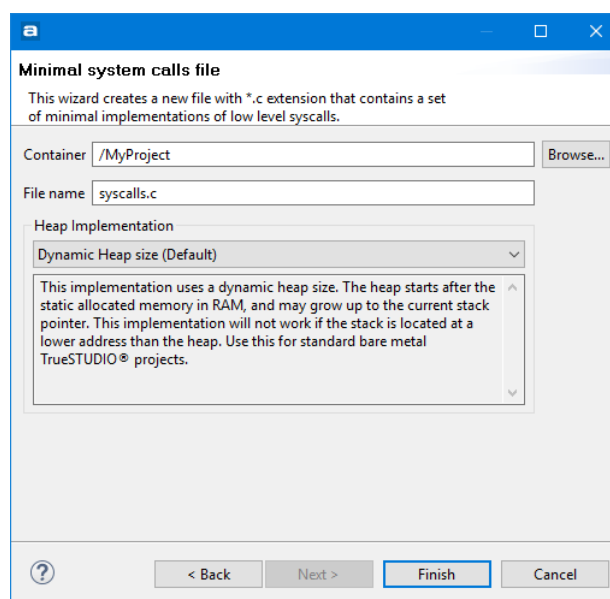 a
Minimal system calls file
This wizard creates a new file with *.c extension that contains a set
of minimal implementations of low level syscalls.
Container /MyProject Browse...
File name syscalls.c
Heap Implementation
Dynamic Heap size (Default)
This implementation uses a dynamic heap size. The heap starts after the
static allocated memory in RAM, and may grow up to the current stack
pointer. This implementation will not work if the stack is located at a
lower address than the heap. Use this for standard bare metal
TrueSTUDIO® projects.
? < Back Next > Finish Cancel